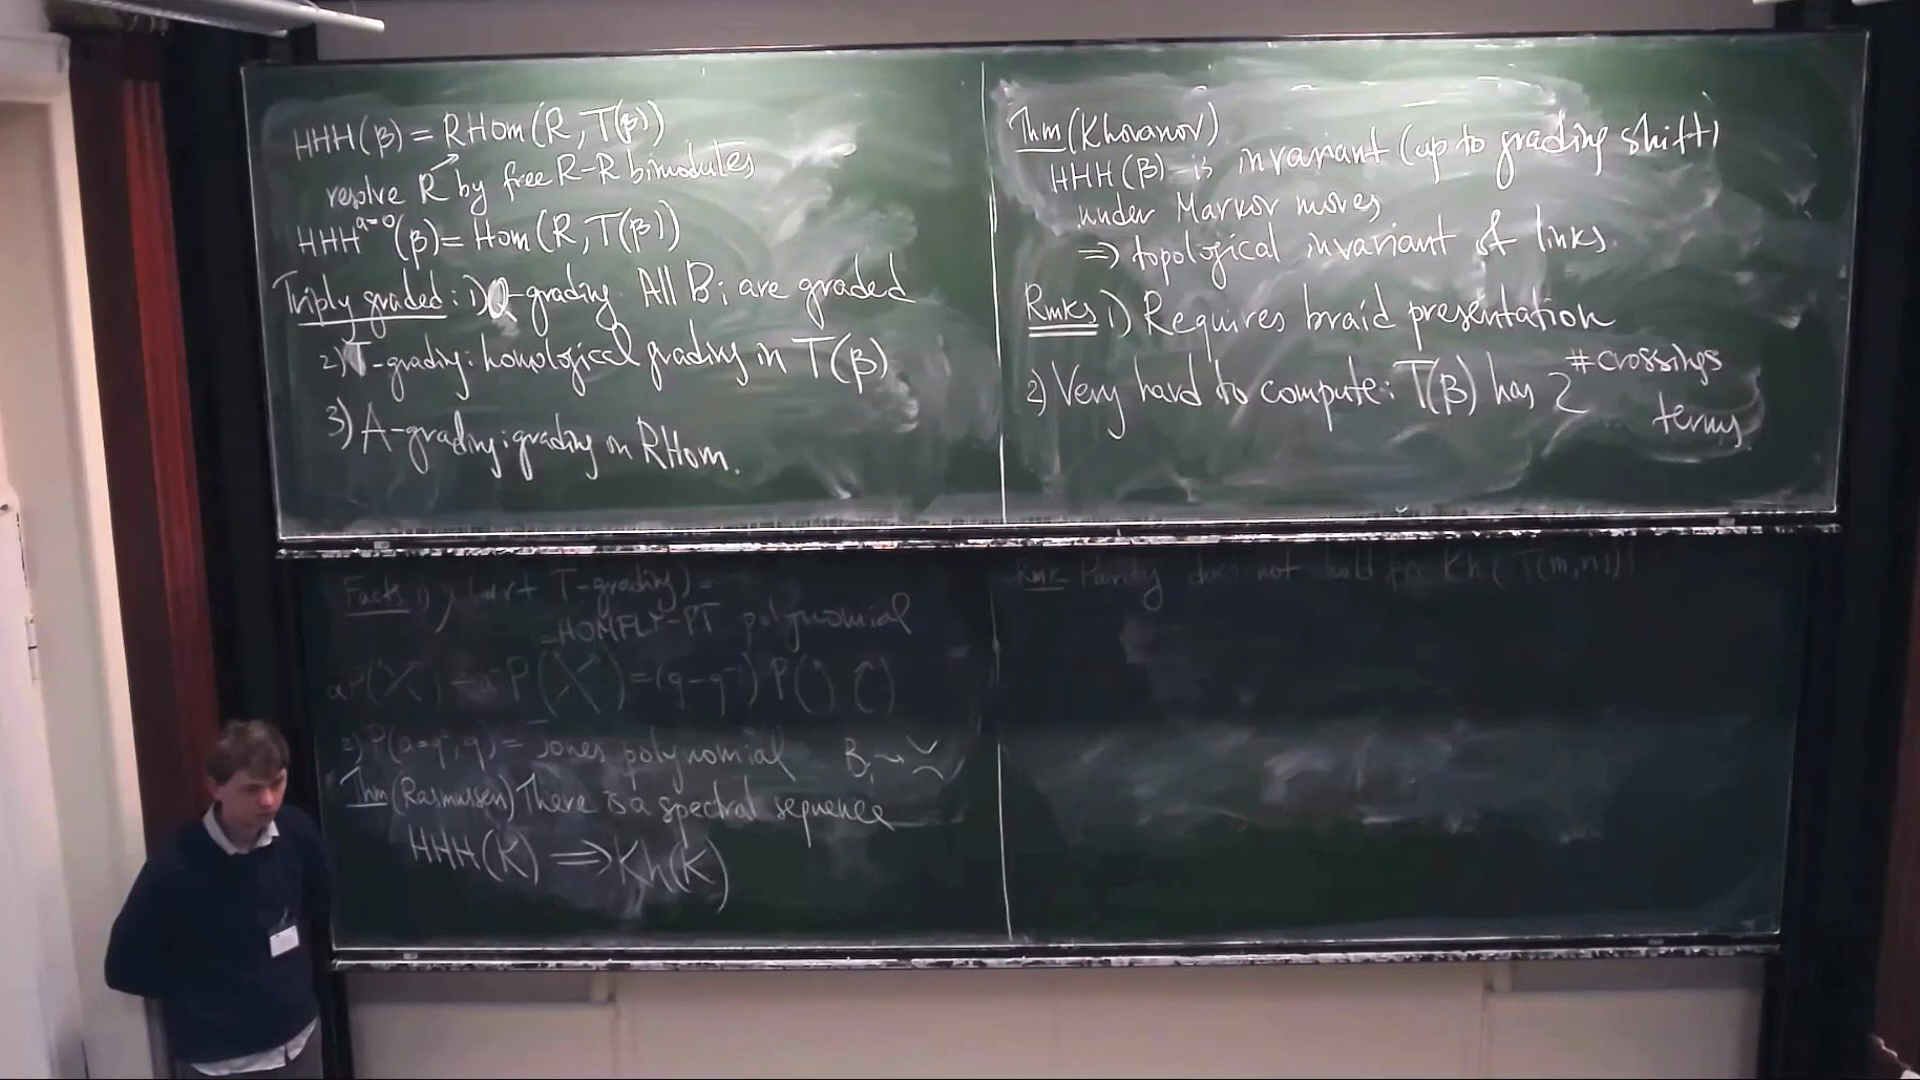 HHH(β) = RHom(R, T(β))
resolve R by free R-R bimodules
HHH^{a=0}(β) = Hom(R, T(β))
Triply graded: 1) Q-grading. All B_i are graded
2) T-grading: homological grading in T(β)
3) A-grading: grading on RHom.
Thm (Khovanov)
HHH(β) is invariant (up to grading shift)
under Markov moves
⇒ topological invariant of links.
Rmks 1) Requires braid presentation
2) Very hard to compute: T(β) has 2^{#crossings}
terms
Facts 1) χ (wrt T-grading) =
= HOMFLY-PT polynomial
aP( ) - a⁻¹P( ) = (q-q⁻¹) P( )
2) = Jones polynomial B_i ⇝
Thm (Rasmussen) There is a spectral sequence
HHH(K) ⇒ Kh(K)
Rmk Parity does not hold for Kh(T(m,n))!